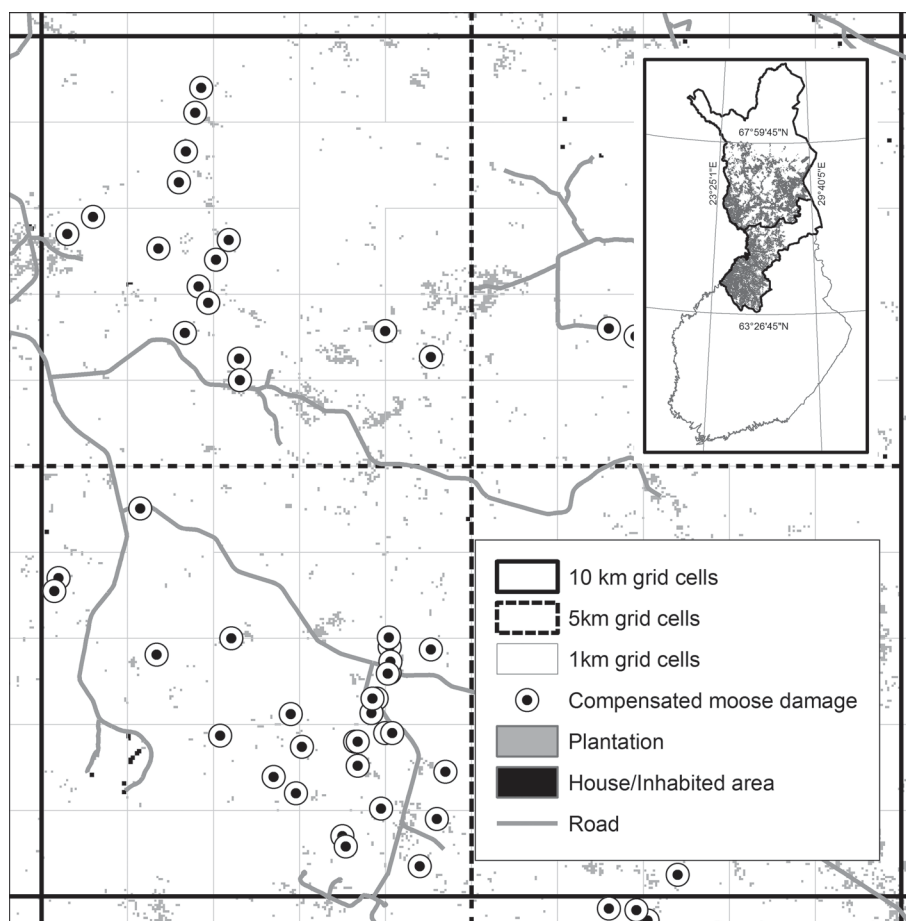 67°59'45"N
23°25'1"E
29°40'5"E
63°26'45"N
10 km grid cells
5km grid cells
1km grid cells
Compensated moose damage
Plantation
House/Inhabited area
Road